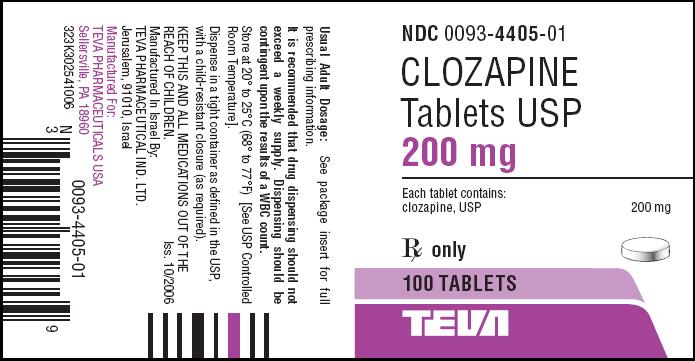 NDC 0093-4405-01
CLOZAPINE
Tablets USP
200 mg
Each tablet contains:
clozapine, USP 200 mg
Rx only
100 TABLETS
TEVA
Usual Adult Dosage: See package insert for full
prescribing information.
It is recommended that drug dispensing should not
exceed a weekly supply. Dispensing should be
contingent upon the results of a WBC count.
Store at 20° to 25°C (68° to 77°F) [See USP Controlled
Room Temperature].
Dispense in a tight container as defined in the USP,
with a child-resistant closure (as required).
KEEP THIS AND ALL MEDICATIONS OUT OF THE
REACH OF CHILDREN.
Iss. 10/2006
Manufactured In Israel By:
TEVA PHARMACEUTICAL IND. LTD.
Jerusalem, 91010, Israel
Manufactured For:
TEVA PHARMACEUTICALS USA
Sellersville, PA 18960
322K302541006
N
3 0093-4405-01 9